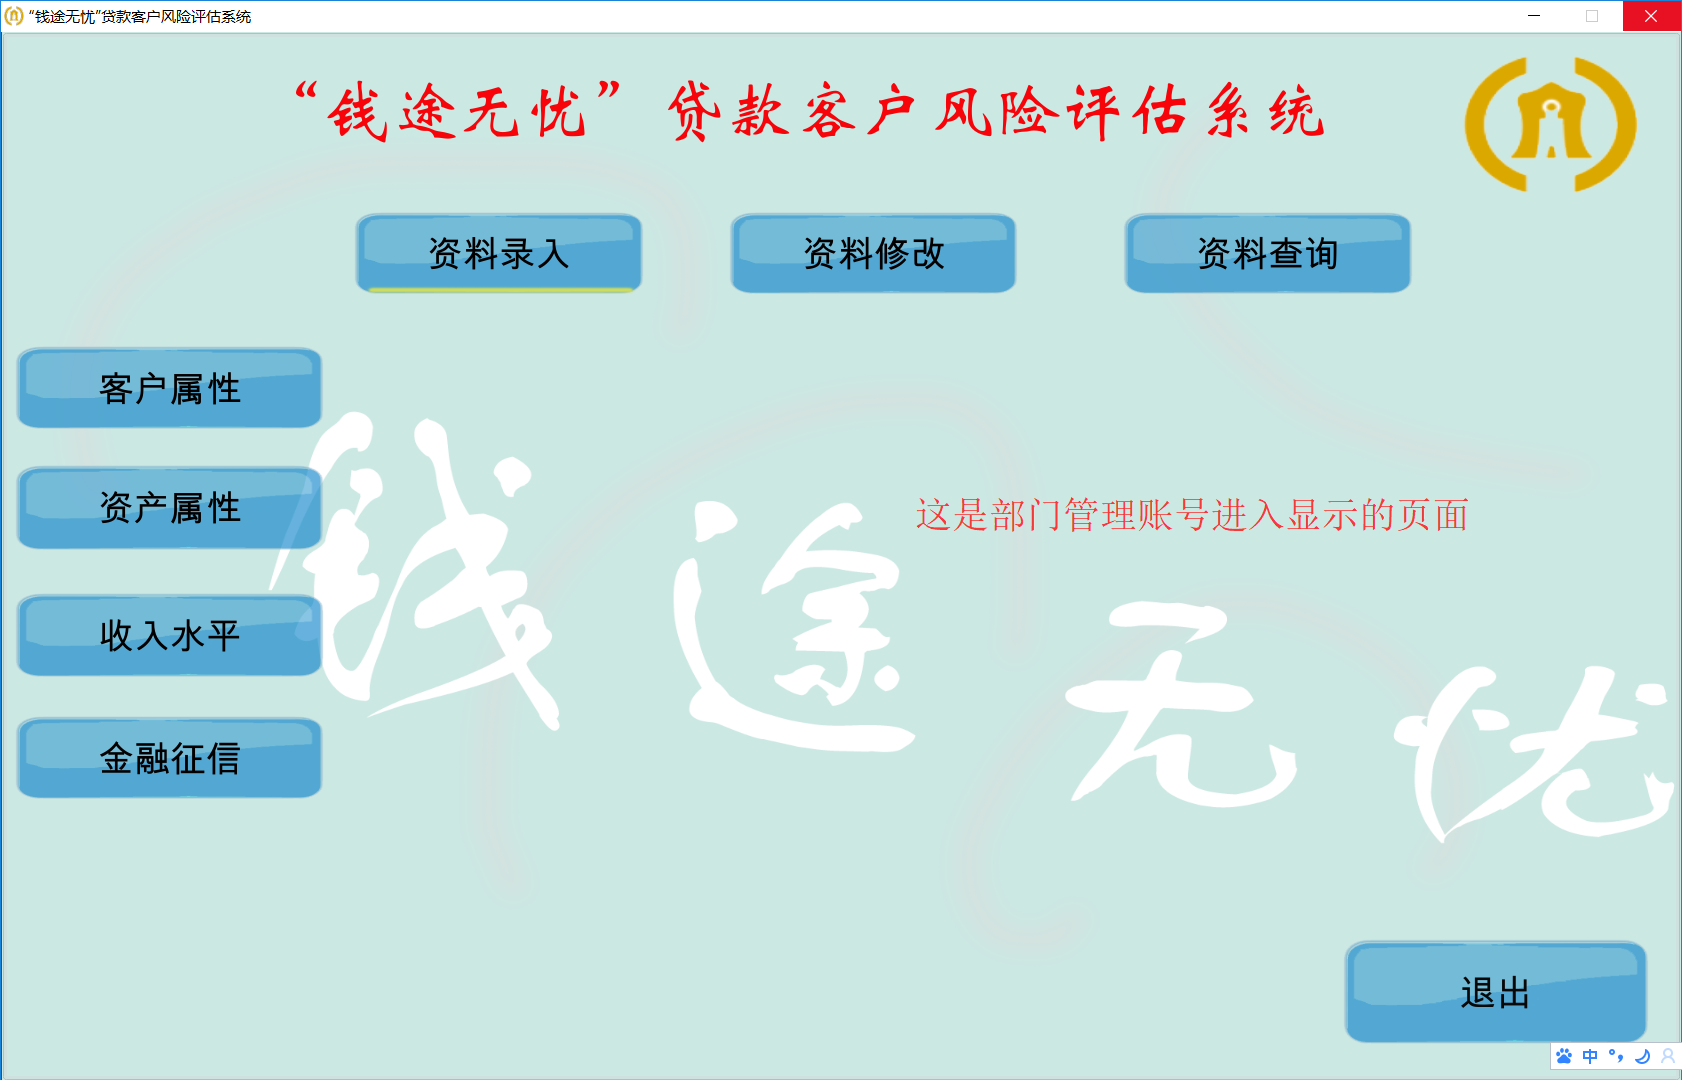 “钱途无忧”贷款客户风险评估系统
“钱途无忧”贷款客户风险评估系统
资料录入 资料修改 资料查询
客户属性
资产属性
收入水平
金融征信
这是部门管理账号进入显示的页面
钱途无忧
退出
中